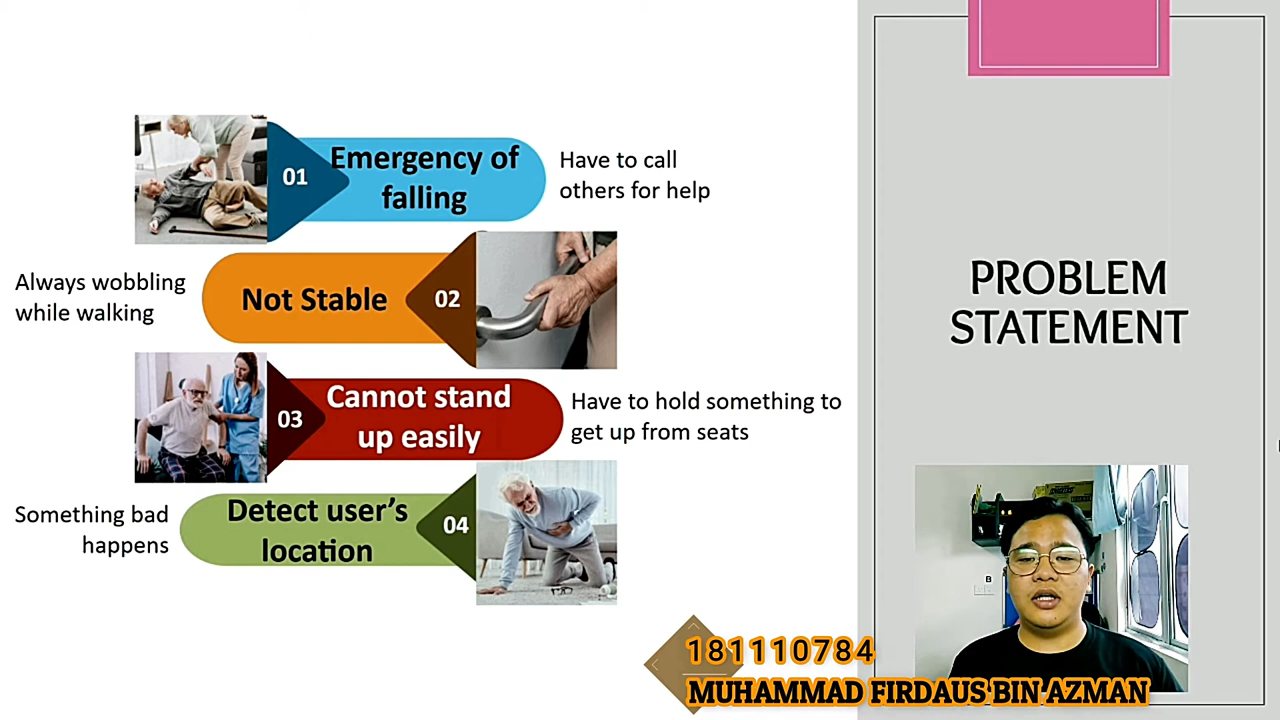 01
Emergency of
falling
Have to call
others for help
Always wobbling
while walking
Not Stable
02
03
Cannot stand
up easily
Have to hold something to
get up from seats
Something bad
happens
Detect user’s
location
04
PROBLEM
STATEMENT
B
181110784
MUHAMMAD FIRDAUS BIN AZMAN